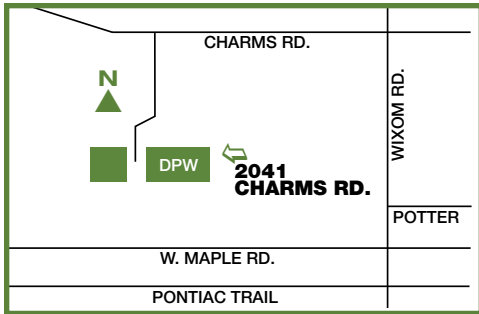 CHARMS RD.
N
WIXOM RD.
DPW
2041
CHARMS RD.
POTTER
W. MAPLE RD.
PONTIAC TRAIL